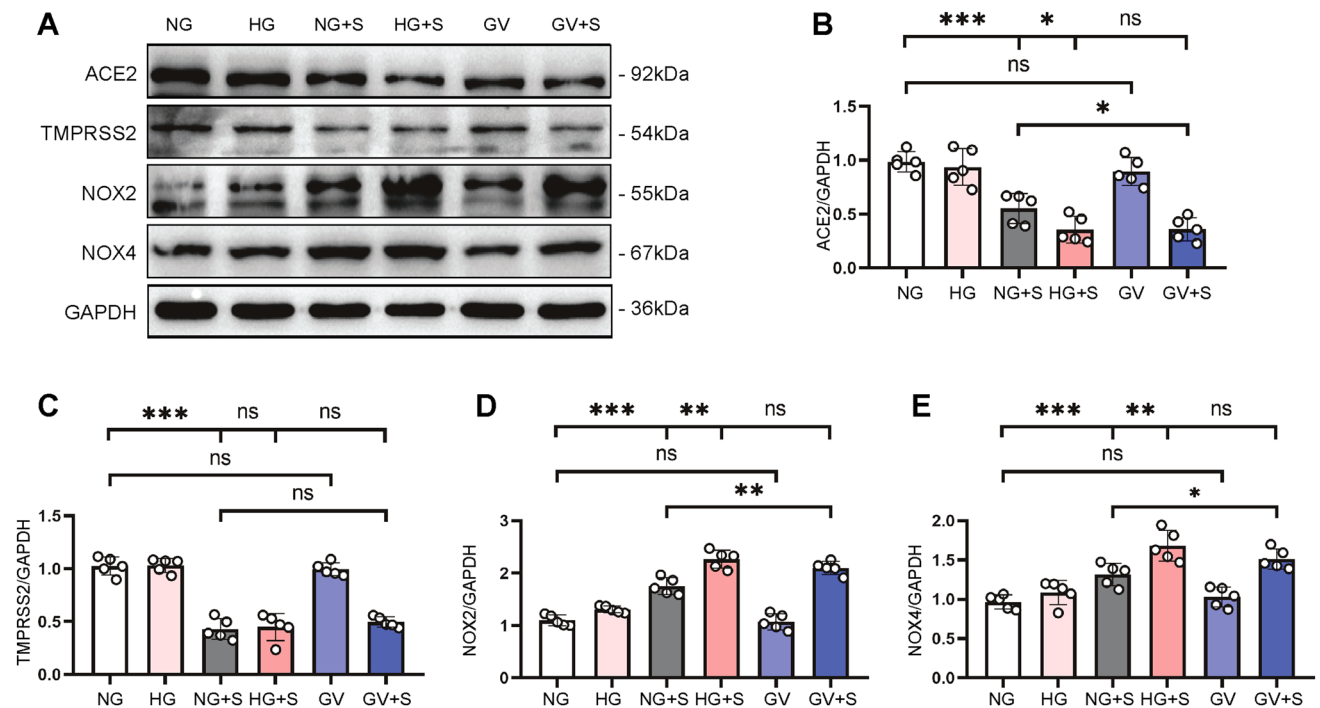 A
NG HG NG+S HG+S GV GV+S
ACE2 - 92kDa
TMPRSS2 - 54kDa
NOX2 - 55kDa
NOX4 - 67kDa
GAPDH - 36kDa
B
*** * ns
ns
*
ACE2/GAPDH
1.5
1.0
0.5
0.0
NG HG NG+S HG+S GV GV+S
C
*** ns ns
ns
ns
TMPRSS2/GAPDH
1.5
1.0
0.5
0.0
NG HG NG+S HG+S GV GV+S
D
*** ** ns
ns
**
NOX2/GAPDH
3
2
1
0
NG HG NG+S HG+S GV GV+S
E
*** ** ns
ns
*
NOX4/GAPDH
2.0
1.5
1.0
0.5
0.0
NG HG NG+S HG+S GV GV+S